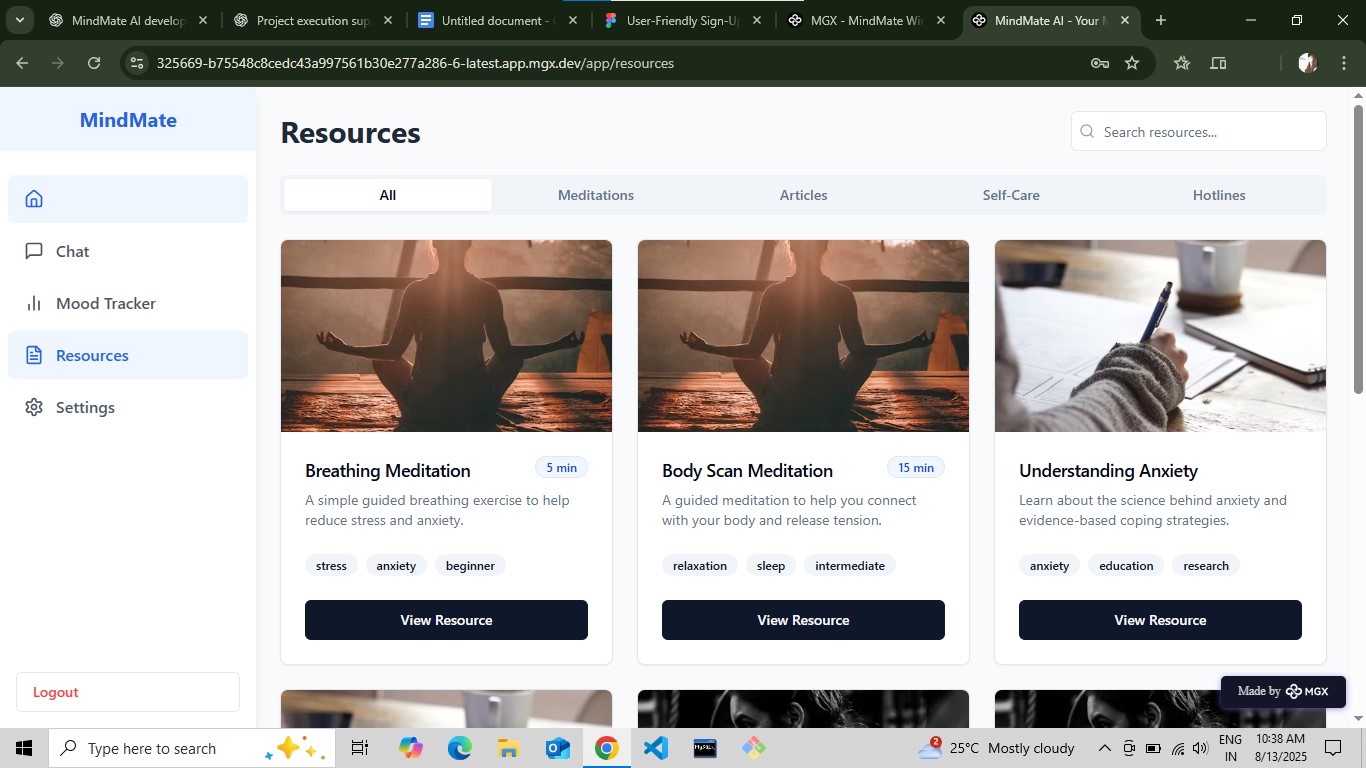 MindMate AI develop
Project execution sup
Untitled document -
User-Friendly Sign-U
MGX - MindMate Wi
MindMate AI - Your M
325669-b75548c8cedc43a997561b30e277a286-6-latest.app.mgx.dev/app/resources
MindMate
Chat
Mood Tracker
Resources
Settings
Logout
Resources
Search resources...
All
Meditations
Articles
Self-Care
Hotlines
Breathing Meditation
5 min
A simple guided breathing exercise to help
reduce stress and anxiety.
stress
anxiety
beginner
View Resource
Body Scan Meditation
15 min
A guided meditation to help you connect
with your body and release tension.
relaxation
sleep
intermediate
View Resource
Understanding Anxiety
Learn about the science behind anxiety and
evidence-based coping strategies.
anxiety
education
research
View Resource
Made by MGX
Type here to search
MySQL
2
25°C Mostly cloudy
ENG
IN
10:38 AM
8/13/2025